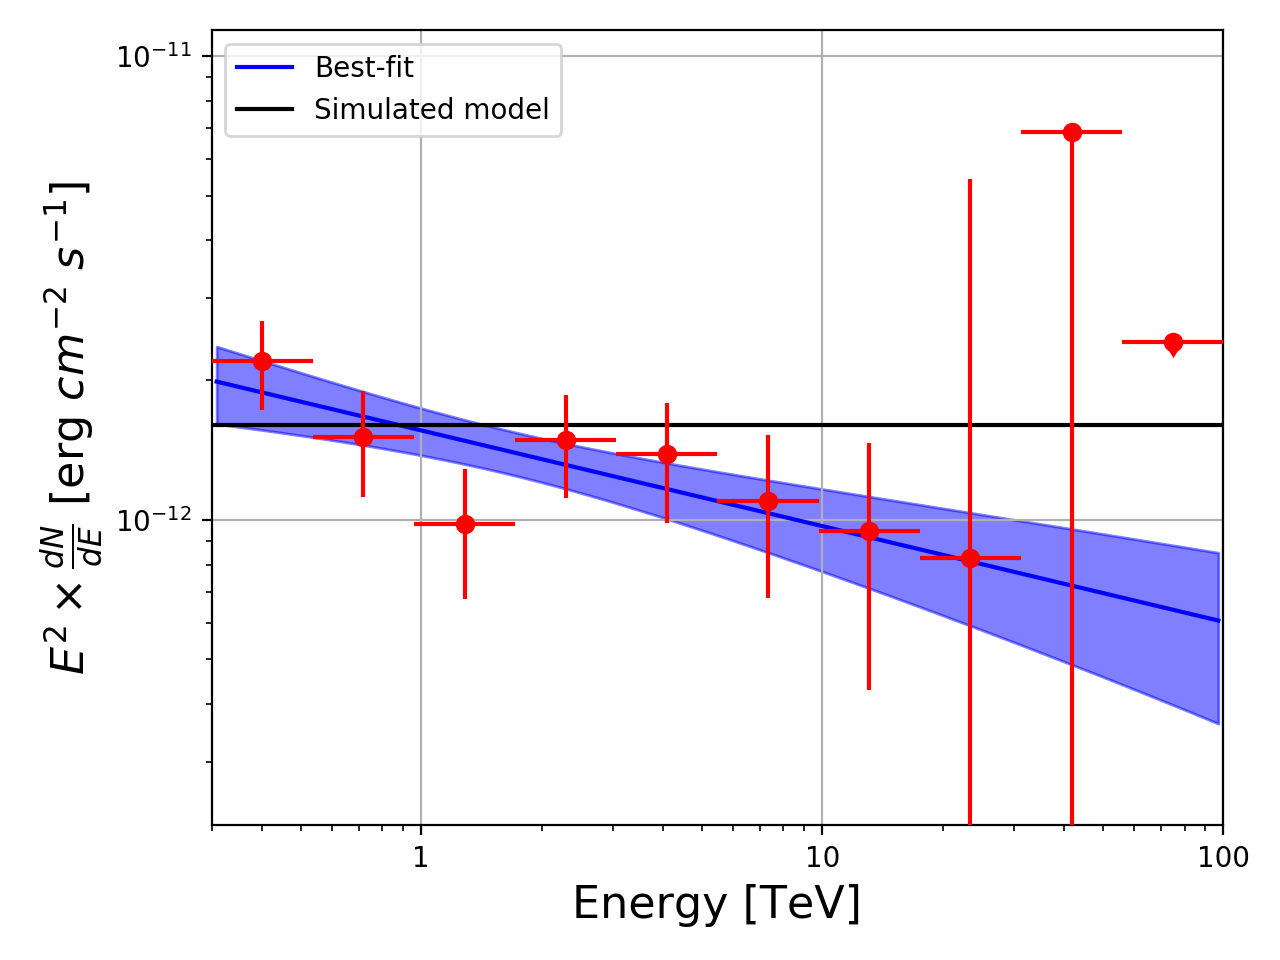 10⁻¹¹
Best-fit
Simulated model
10⁻¹²
E² × dN/dE [erg cm⁻² s⁻¹]
1 10 100
Energy [TeV]